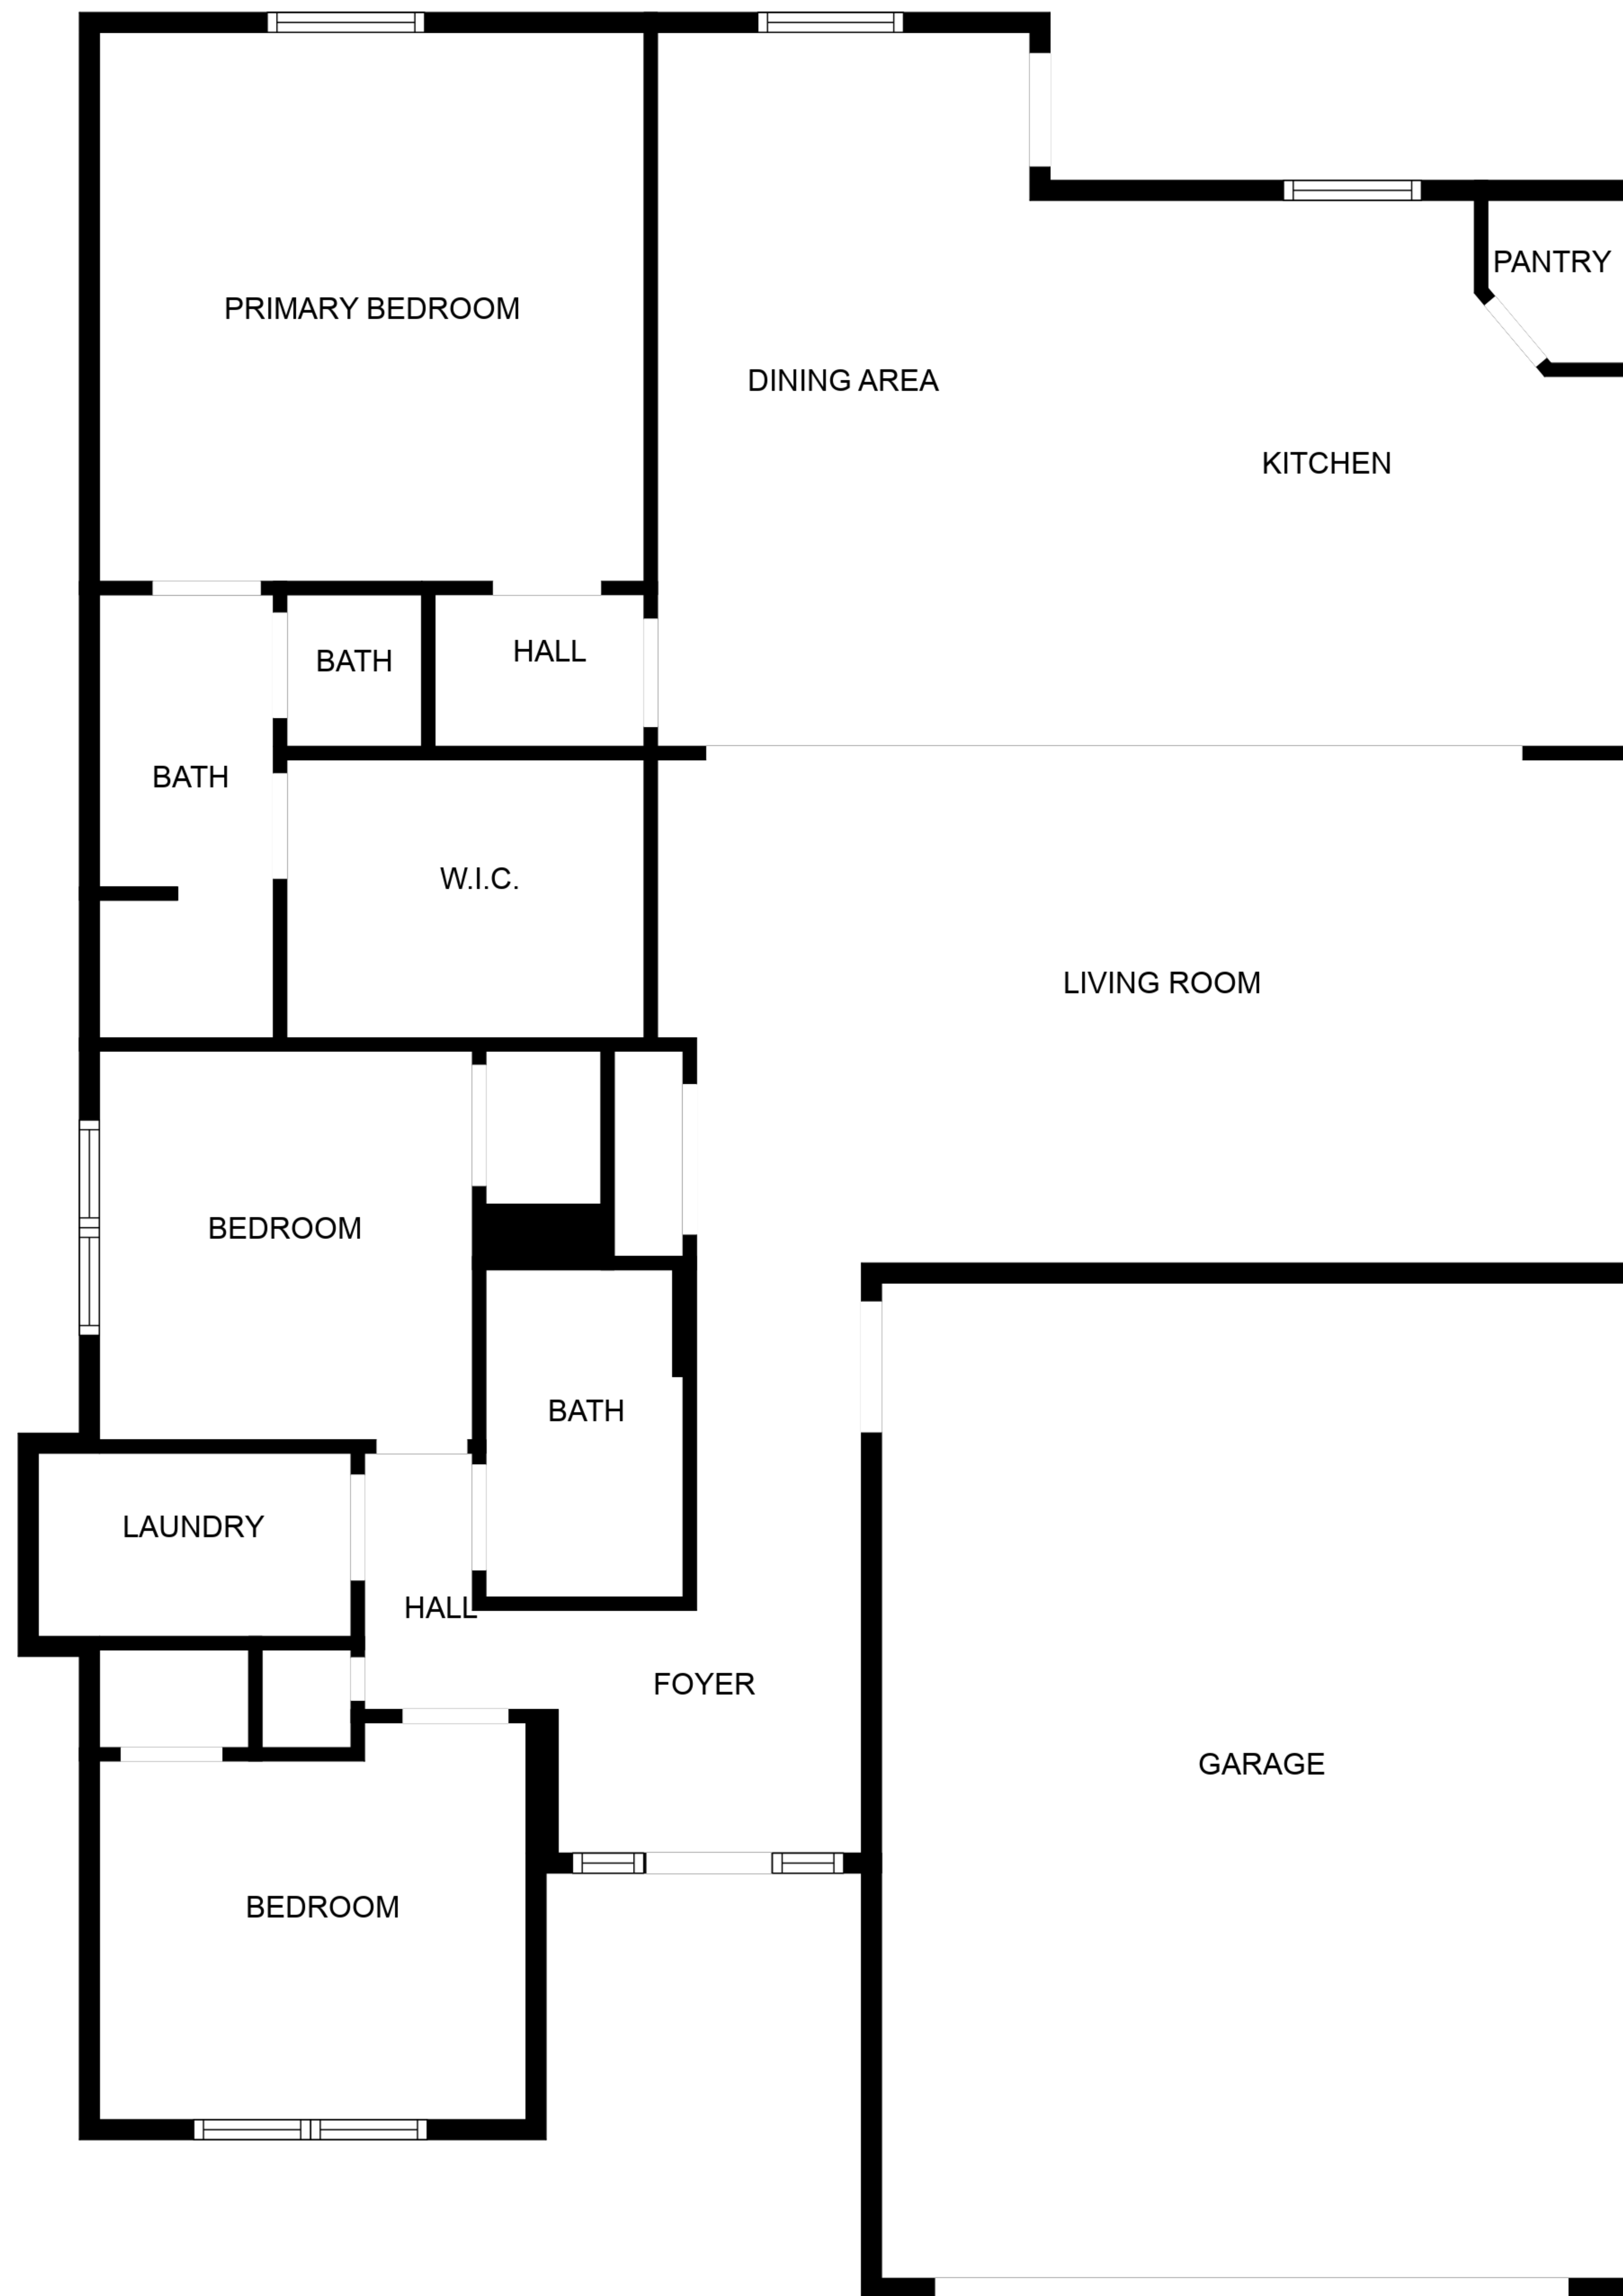 PANTRY
PRIMARY BEDROOM
DINING AREA
KITCHEN
BATH
HALL
BATH
W.I.C.
LIVING ROOM
BEDROOM
BATH
LAUNDRY
HALL
FOYER
GARAGE
BEDROOM